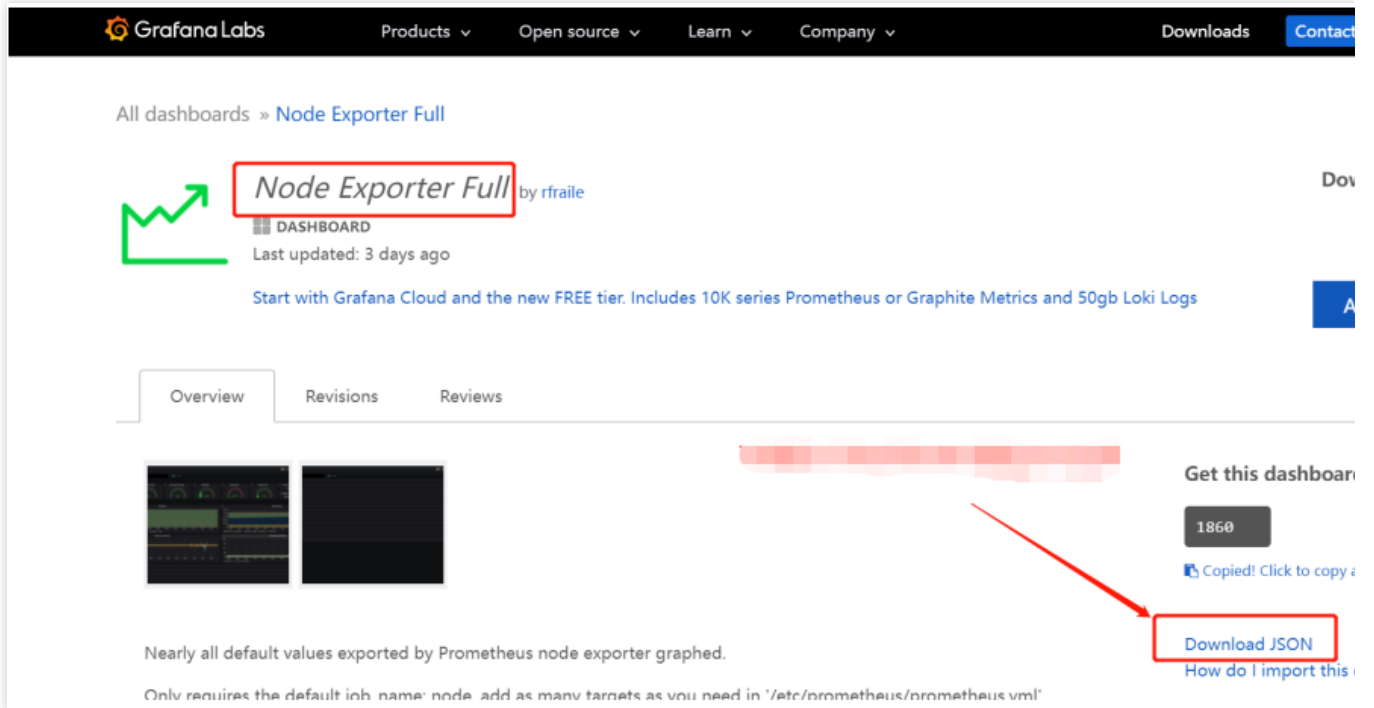 Grafana Labs Products Open source Learn Company Downloads Contact
All dashboards » Node Exporter Full
Node Exporter Full by rfraile
DASHBOARD
Last updated: 3 days ago
Start with Grafana Cloud and the new FREE tier. Includes 10K series Prometheus or Graphite Metrics and 50gb Loki Logs
Overview Revisions Reviews
Get this
1860
Copied! Click to copy
Download JSON
How do I import this
Nearly all default values exported by Prometheus node exporter graphed.
Only requires the default job_name: node, add as many targets as you need in '/etc/prometheus/prometheus.yml'